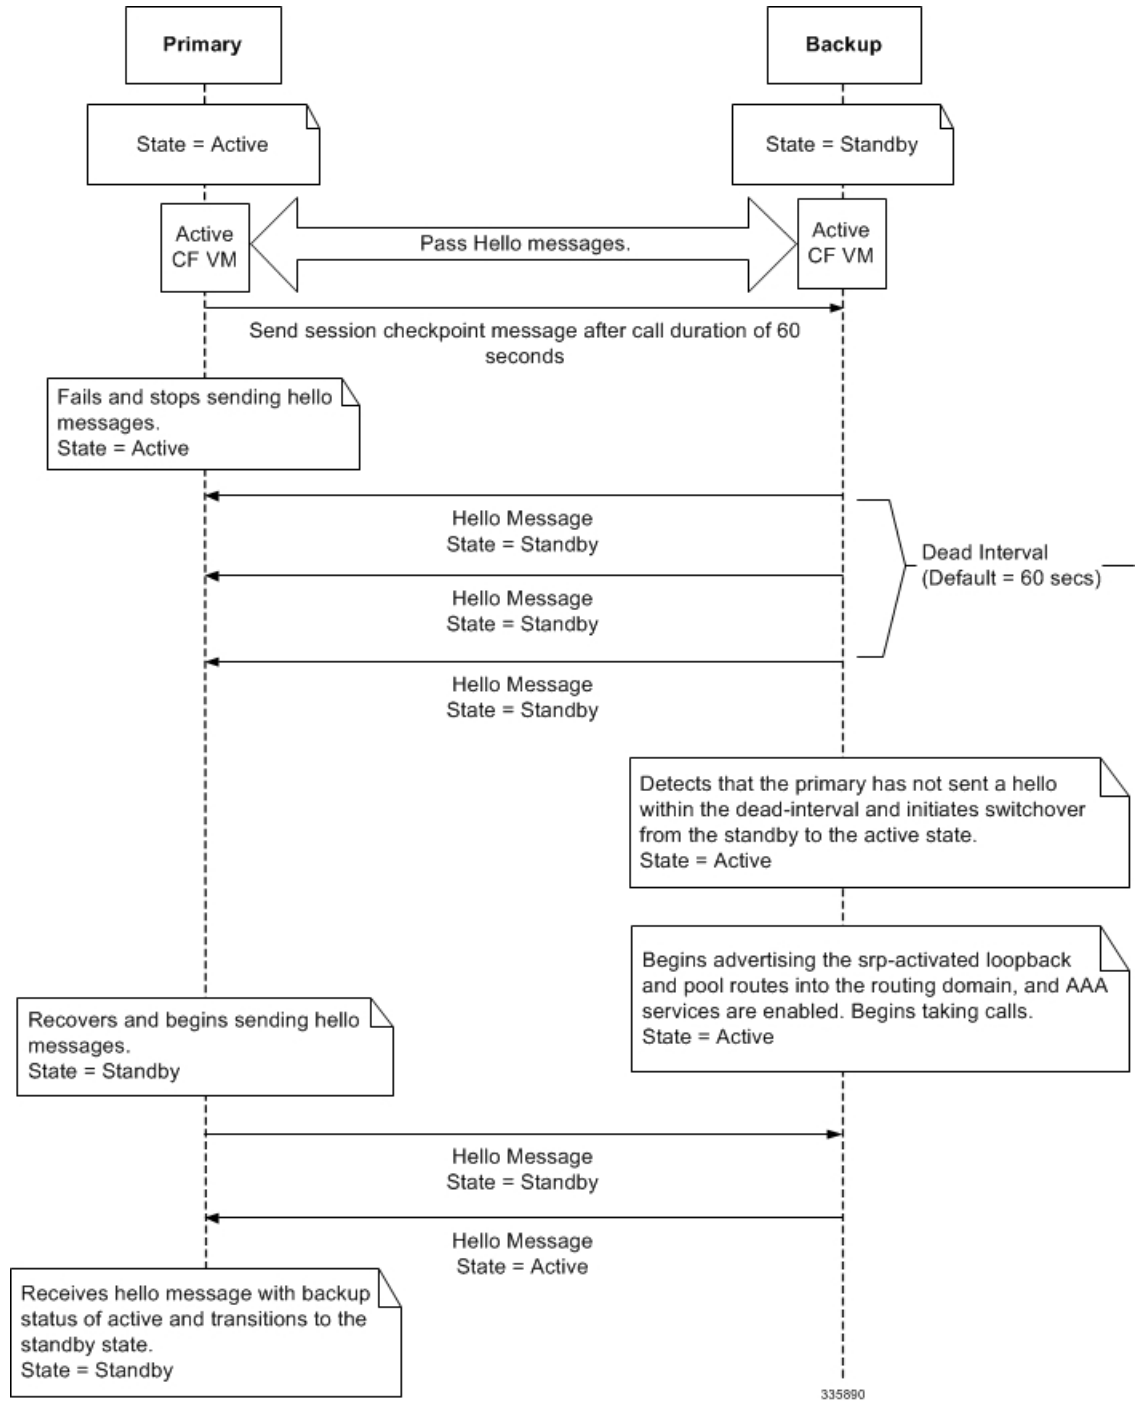 Primary
Backup
State = Active
State = Standby
Active
CF VM
Pass Hello messages.
Active
CF VM
Send session checkpoint message after call duration of 60
seconds
Fails and stops sending hello
messages.
State = Active
Hello Message
State = Standby
Dead Interval
(Default = 60 secs)
Hello Message
State = Standby
Hello Message
State = Standby
Detects that the primary has not sent a hello
within the dead-interval and initiates switchover
from the standby to the active state.
State = Active
Begins advertising the srp-activated loopback
and pool routes into the routing domain, and AAA
services are enabled. Begins taking calls.
State = Active
Recovers and begins sending hello
messages.
State = Standby
Hello Message
State = Standby
Hello Message
State = Active
Receives hello message with backup
status of active and transitions to the
standby state.
State = Standby
335890